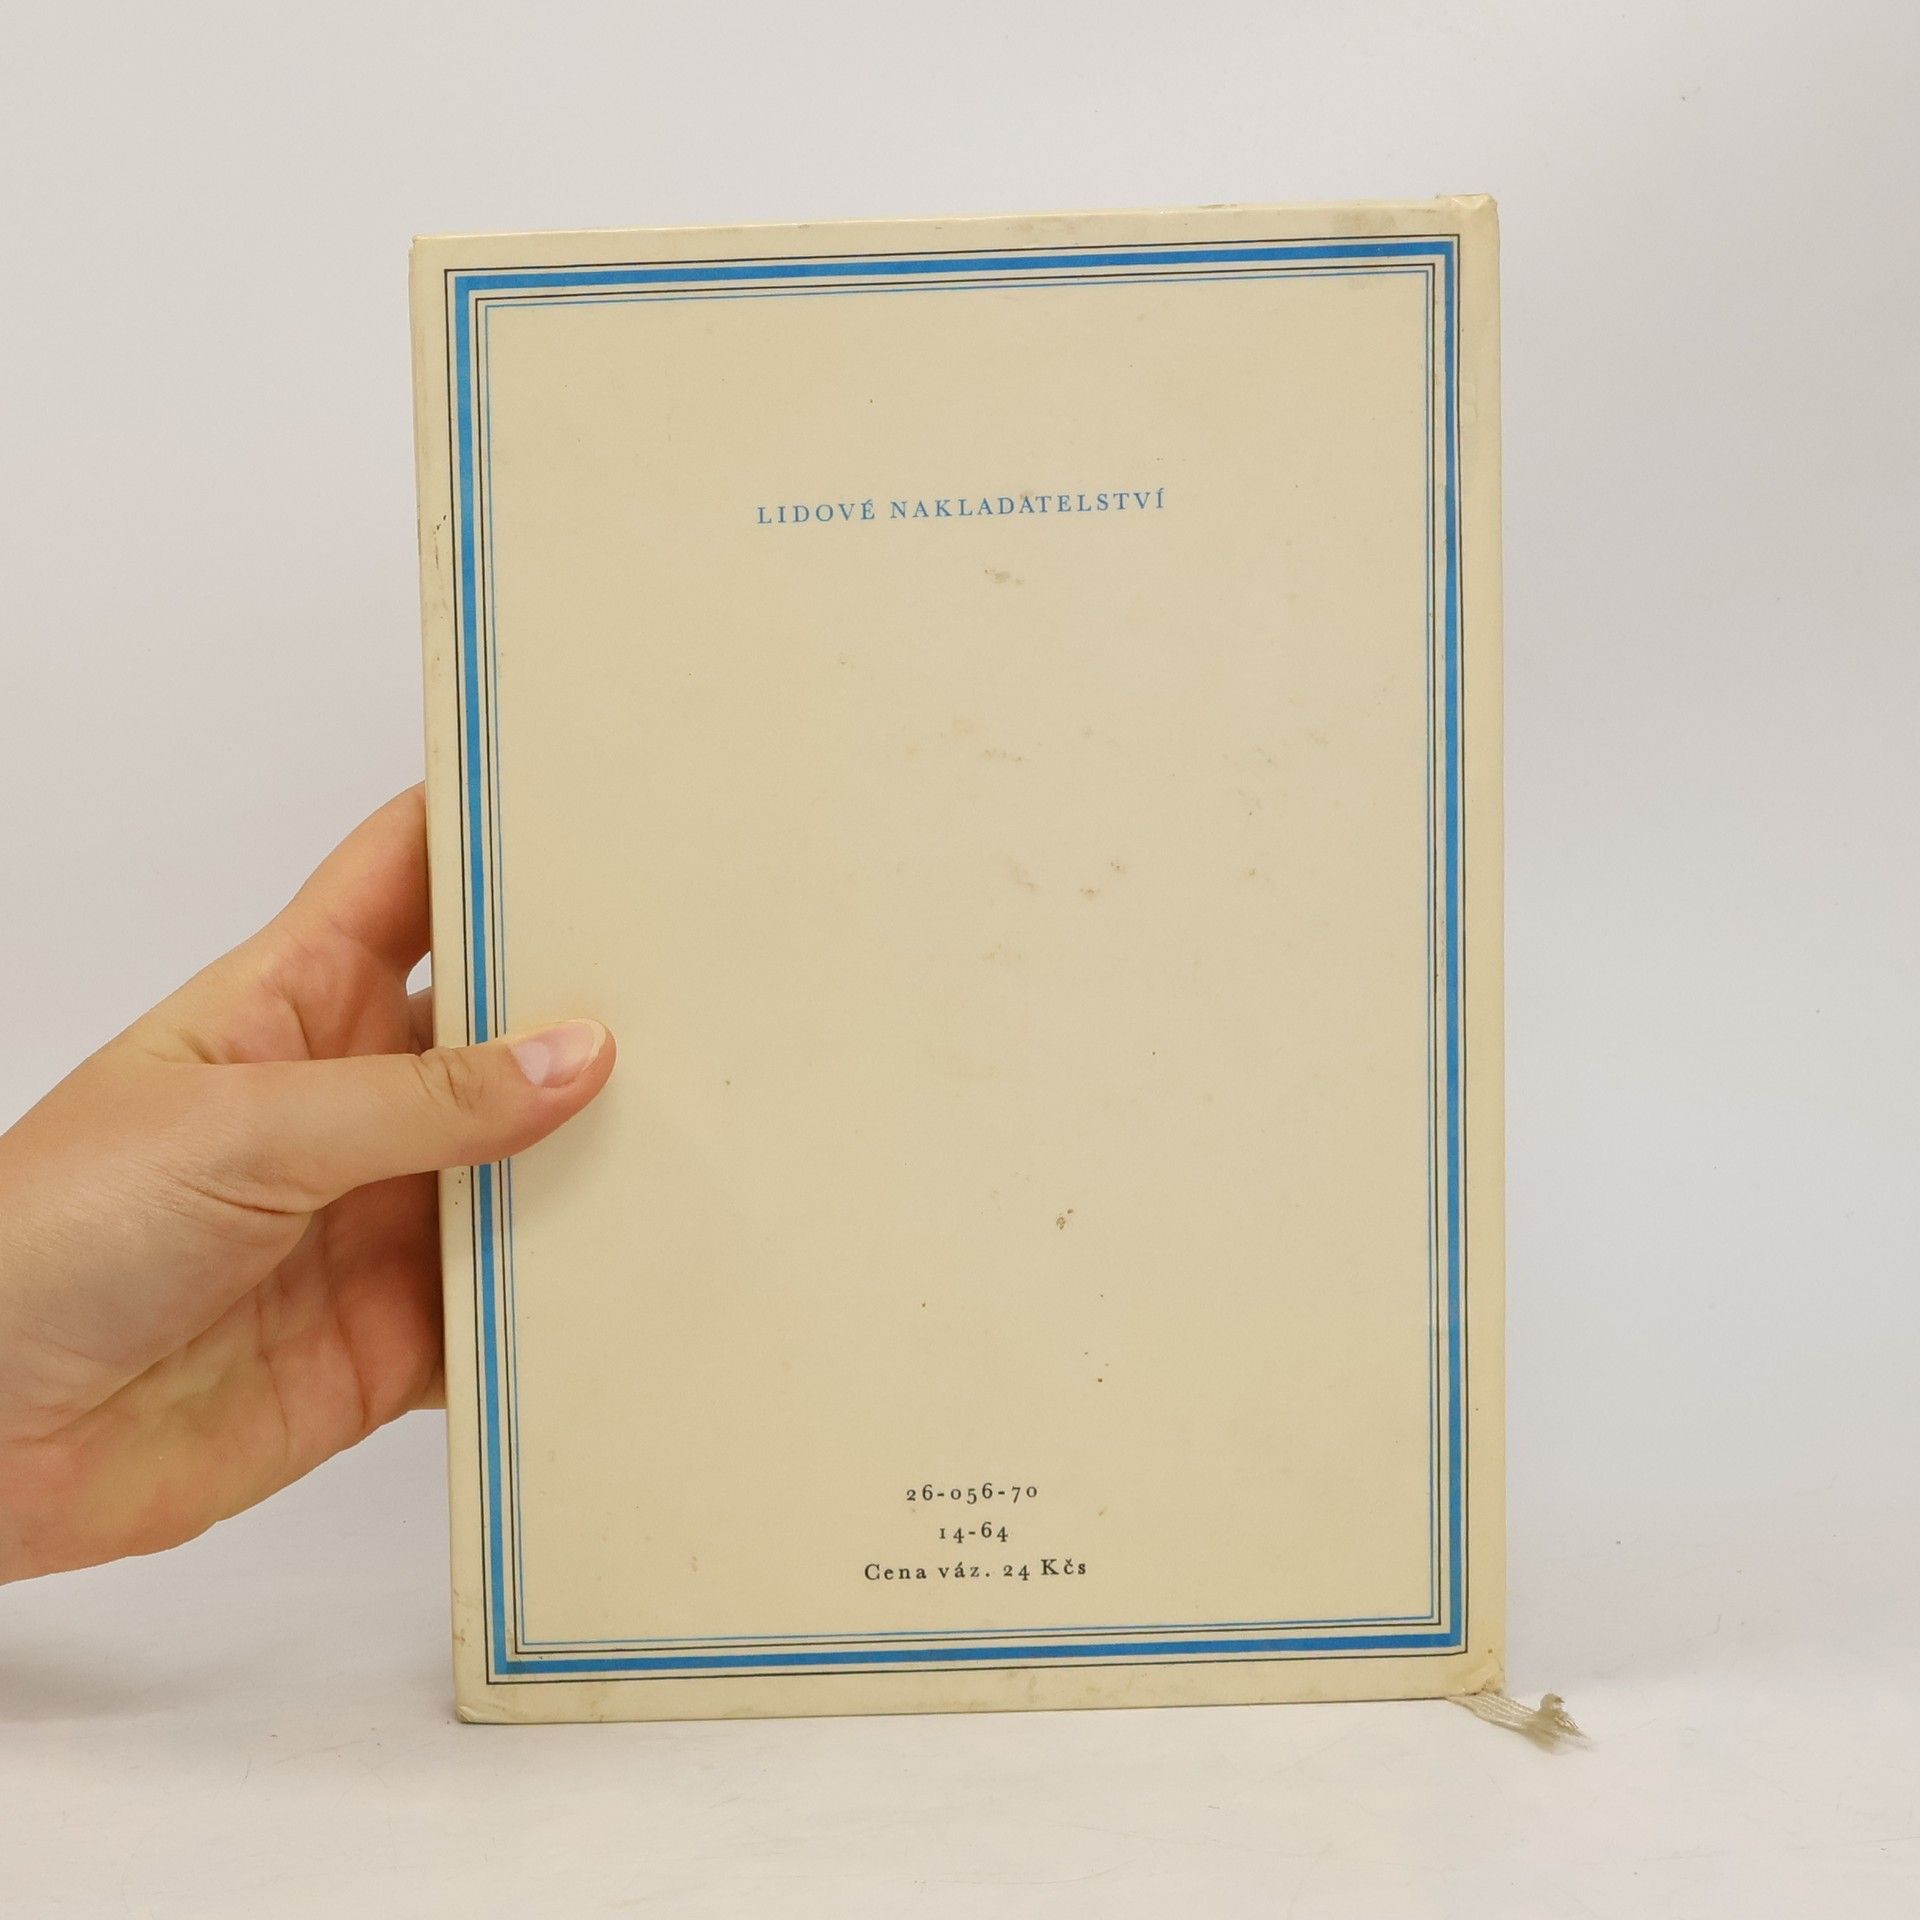 LIDOVÉ NAKLADATELSTVÍ
26-056-70
14-64
Cena váz. 24 Kčs